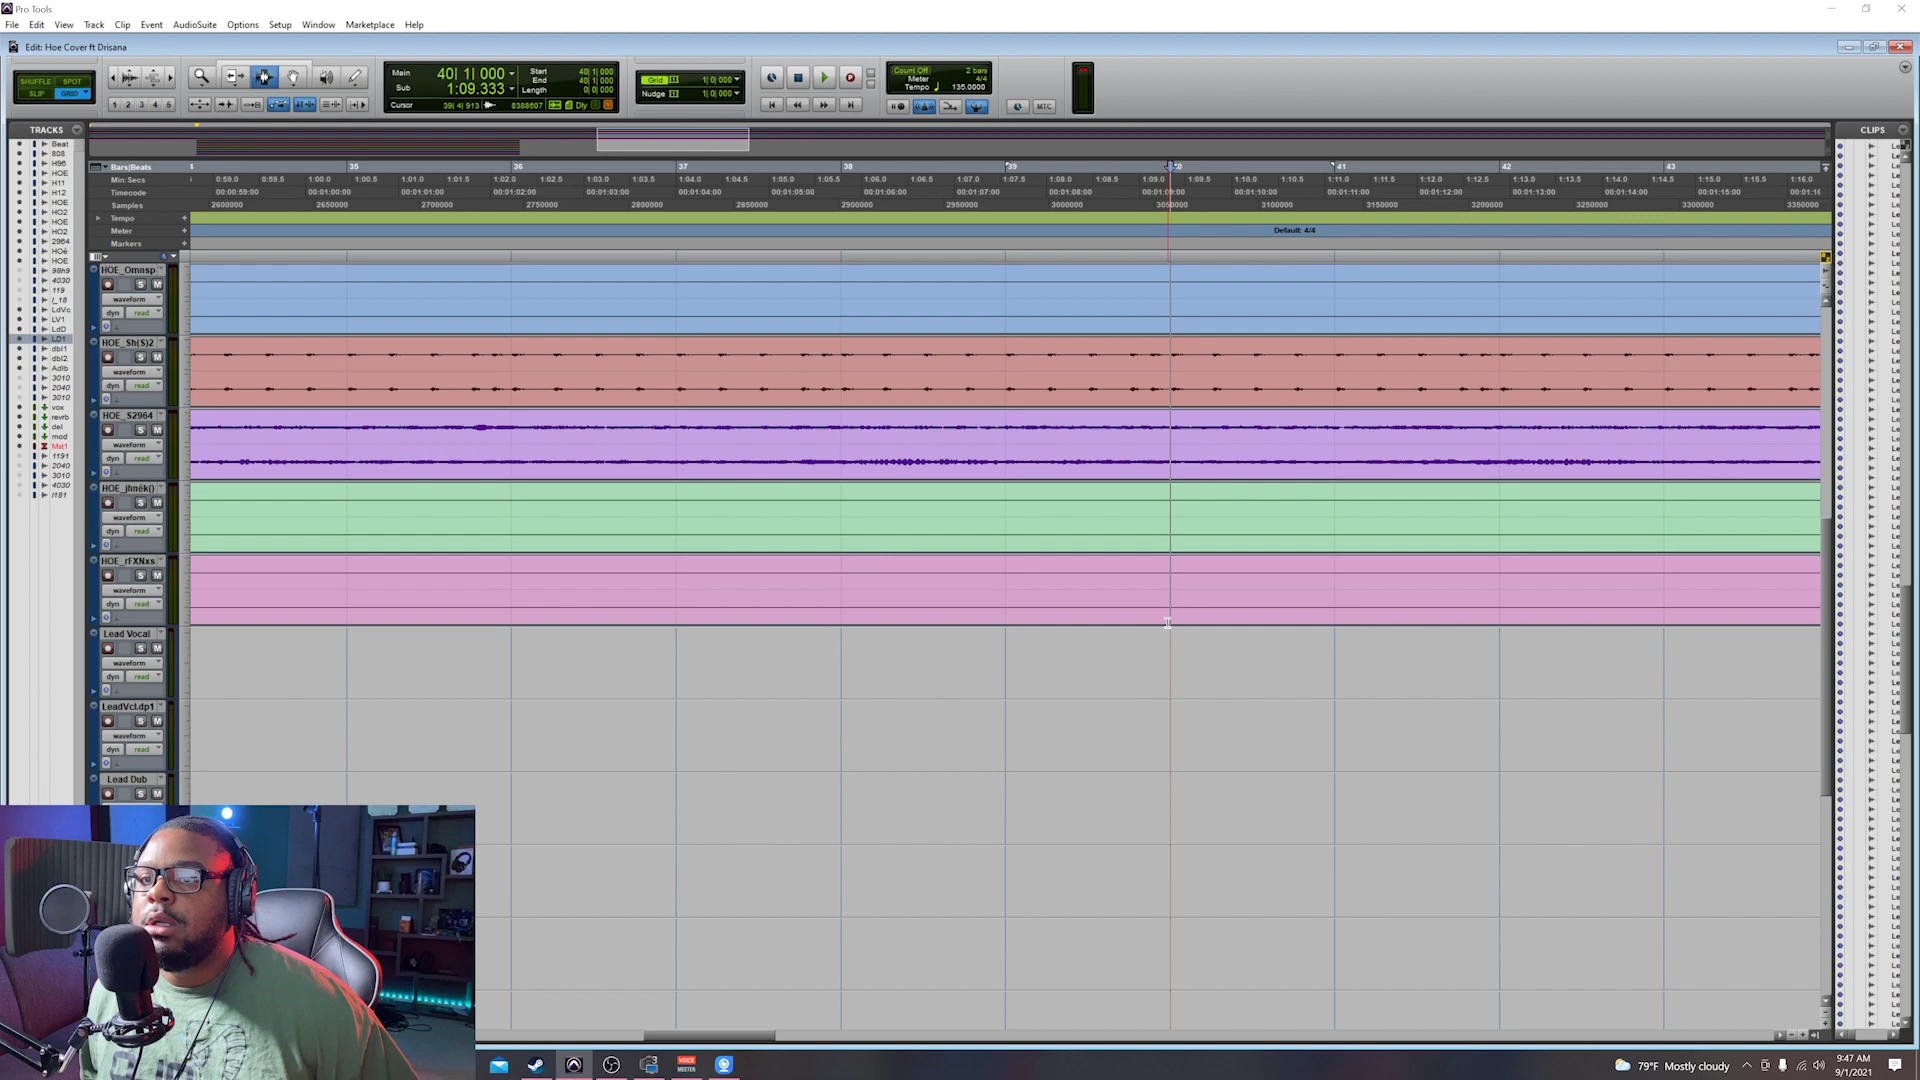 Pro Tools
File Edit View Track Clip Event AudioSuite Options Setup Window Marketplace Help
Edit: Hoe Cover ft Drisana
SHUFFLE SPOT
SLIP GRID
1 2 3 4 5
Main 40| 1| 000
Sub 1:09.333
Start 40| 1| 000
End 40| 1| 000
Length 0| 0| 000
Cursor 39| 4| 913 8388607 Dly
Grid 1| 0| 000
Nudge 1| 0| 000
Count Off 2 bars
Meter 4/4
Tempo 135.0000
MTC
TRACKS
CLIPS
Beat
808
H96
HOE
H11
H12
HOE
HO2
HOE
HO2
2964
HOé
HOE
98h9
4030
119
l_18
LdVc
LV1
LdD
LD1
dbl1
dbl2
Adlb
3010
2040
3010
vox
revrb
del
mod
Mst1
1191
2040
3010
4030
l181
Bars|Beats 35 36 37 38 39 40 41 42 43
Min:Secs 0:59.0 0:59.5 1:00.0 1:00.5 1:01.0 1:01.5 1:02.0 1:02.5 1:03.0 1:03.5 1:04.0 1:04.5 1:05.0 1:05.5 1:06.0 1:06.5 1:07.0 1:07.5 1:08.0 1:08.5 1:09.0 1:09.5 1:10.0 1:10.5 1:11.0 1:11.5 1:12.0 1:12.5 1:13.0 1:13.5 1:14.0 1:14.5 1:15.0 1:15.5 1:16.0
Timecode 00:00:59:00 00:01:00:00 00:01:01:00 00:01:02:00 00:01:03:00 00:01:04:00 00:01:05:00 00:01:06:00 00:01:07:00 00:01:08:00 00:01:09:00 00:01:10:00 00:01:11:00 00:01:12:00 00:01:13:00 00:01:14:00 00:01:15:00 00:01:16
Samples 2600000 2650000 2700000 2750000 2800000 2850000 2900000 2950000 3000000 3050000 3100000 3150000 3200000 3250000 3300000 3350000
Tempo
Meter Default: 4/4
Markers
HOE_Omnsp
S M
waveform
dyn read
HOE_Sh(S)2
S M
waveform
dyn read
HOE_S2964
S M
waveform
dyn read
HOE_jhnék()
S M
waveform
dyn read
HOE_rFXNxs
S M
waveform
dyn read
Lead Vocal
S M
waveform
dyn read
LeadVcl.dp1
S M
waveform
dyn read
Lead Dub
S M
VOICE
MEETER
79°F Mostly cloudy
9:47 AM
9/1/2021